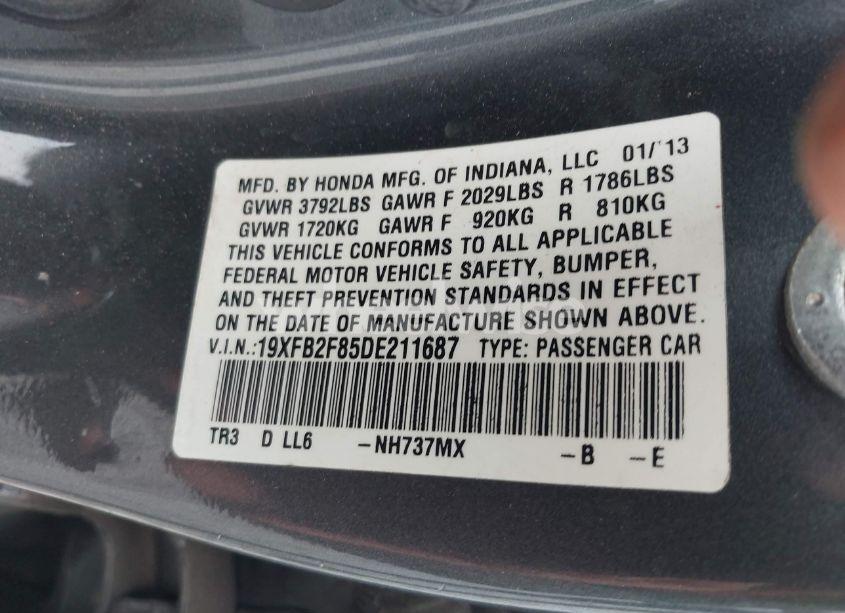 MFD. BY HONDA MFG. OF INDIANA, LLC 01/'13
GVWR 3792LBS GAWR F 2029LBS R 1786LBS
GVWR 1720KG GAWR F 920KG R 810KG
THIS VEHICLE CONFORMS TO ALL APPLICABLE
FEDERAL MOTOR VEHICLE SAFETY, BUMPER,
AND THEFT PREVENTION STANDARDS IN EFFECT
ON THE DATE OF MANUFACTURE SHOWN ABOVE.
V.I.N.:19XFB2F85DE211687 TYPE: PASSENGER CAR
TR3 D LL6 -NH737MX -B -E